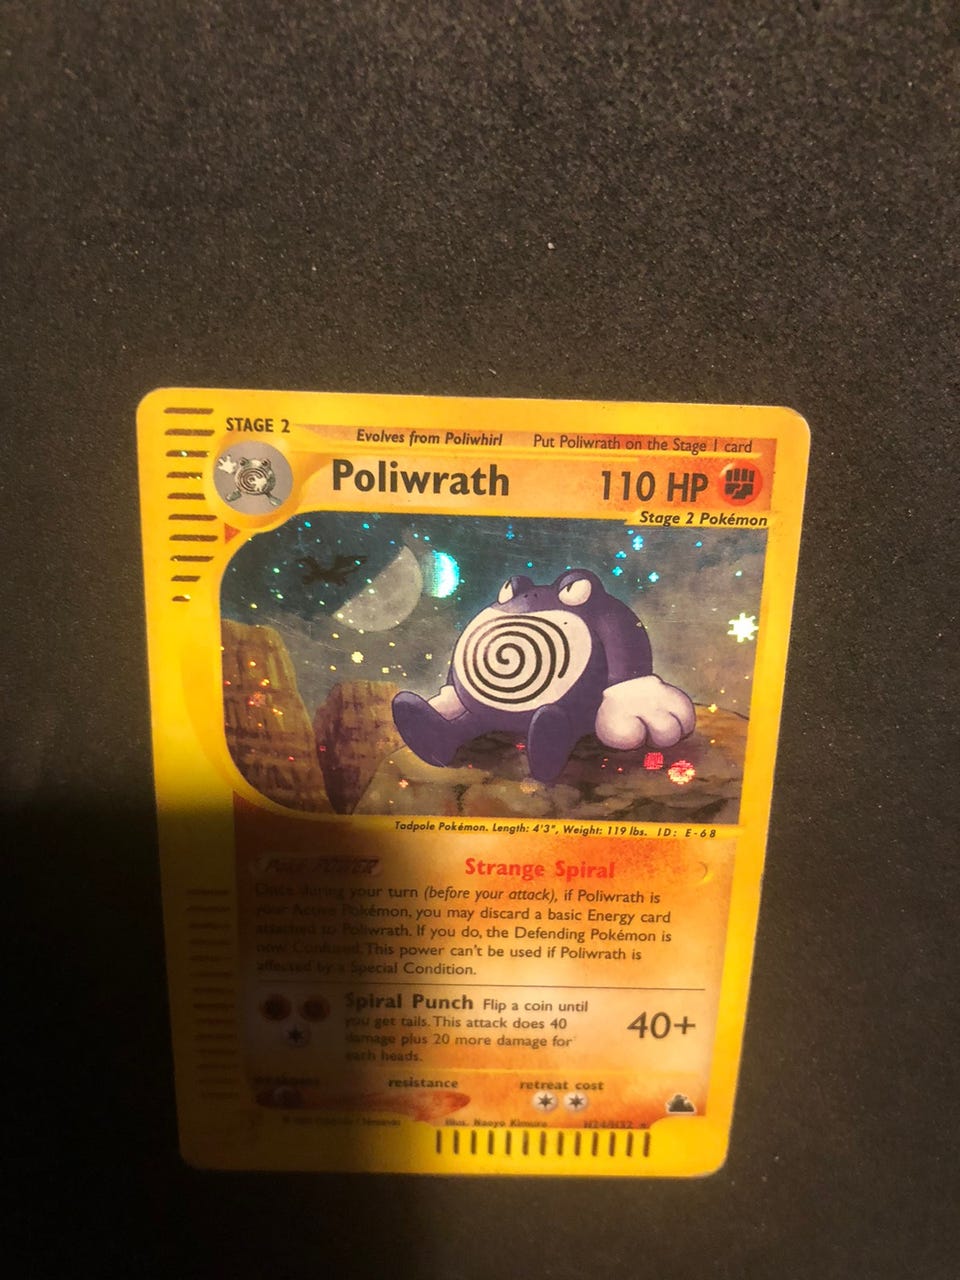 STAGE 2
Evolves from Poliwhirl Put Poliwrath on the Stage 1 card
Poliwrath 110 HP
Stage 2 Pokémon
Tadpole Pokémon. Length: 4'3", Weight: 119 lbs. ID: E-68
Poké-POWER Strange Spiral
Once during your turn (before your attack), if Poliwrath is
your Active Pokémon, you may discard a basic Energy card
attached to Poliwrath. If you do, the Defending Pokémon is
now Confused. This power can't be used if Poliwrath is
affected by a Special Condition.
Spiral Punch Flip a coin until
you get tails. This attack does 40
damage plus 20 more damage for
each heads.
40+
weakness resistance retreat cost
Illus. Naoyo Kimura H24/H32